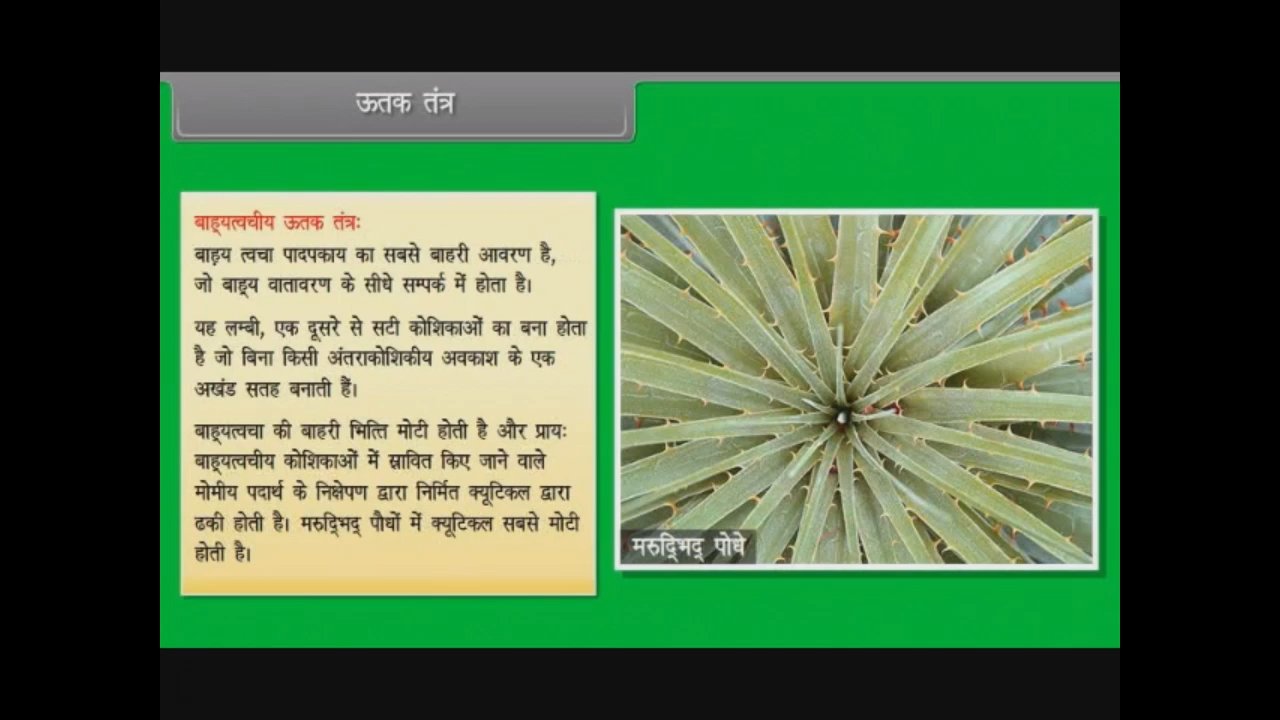 ऊतक तंत्र
बाह्यत्वचीय ऊतक तंत्रः
बाह्य त्वचा पादपकाय का सबसे बाहरी आवरण है,
जो बाह्य वातावरण के सीधे सम्पर्क में होता है।
यह लम्बी, एक दूसरे से सटी कोशिकाओं का बना होता
है जो बिना किसी अंतराकोशिकीय अवकाश के एक
अखंड सतह बनाती हैं।
बाह्यत्वचा की बाहरी भित्ति मोटी होती है और प्रायः
बाह्यत्वचीय कोशिकाओं में स्रावित किए जाने वाले
मोमीय पदार्थ के निक्षेपण द्वारा निर्मित क्यूटिकल द्वारा
ढकी होती है। मरुद्भिद् पौधों में क्यूटिकल सबसे मोटी
होती है।
मरुद्भिद् पोधे